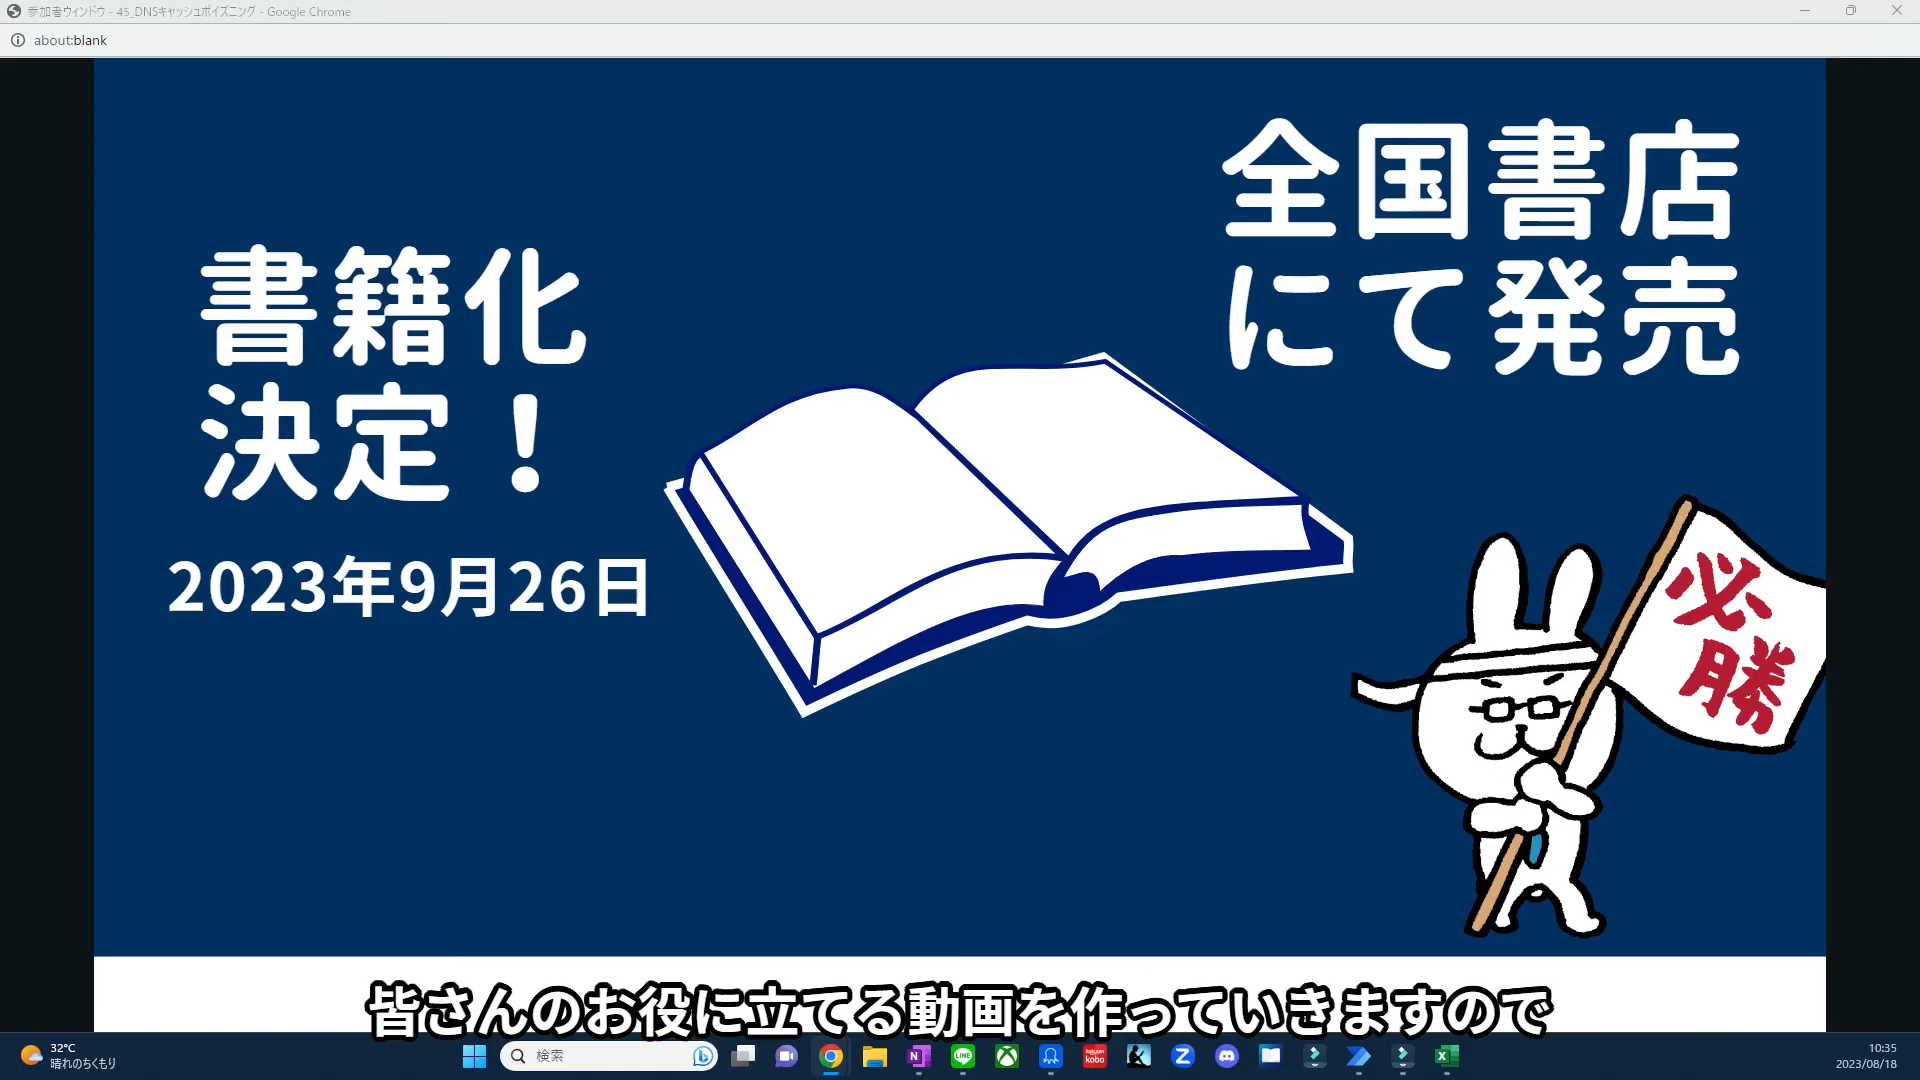 参加者ウィンドウ - 45_DNSキャッシュポイズニング - Google Chrome
about:blank
全国書店
にて発売
書籍化
決定！
2023年9月26日
必
勝
皆さんのお役に立てる動画を作っていきますので
32°C
晴れのちくもり
検索
LINE
Rakuten
kobo
10:35
2023/08/18